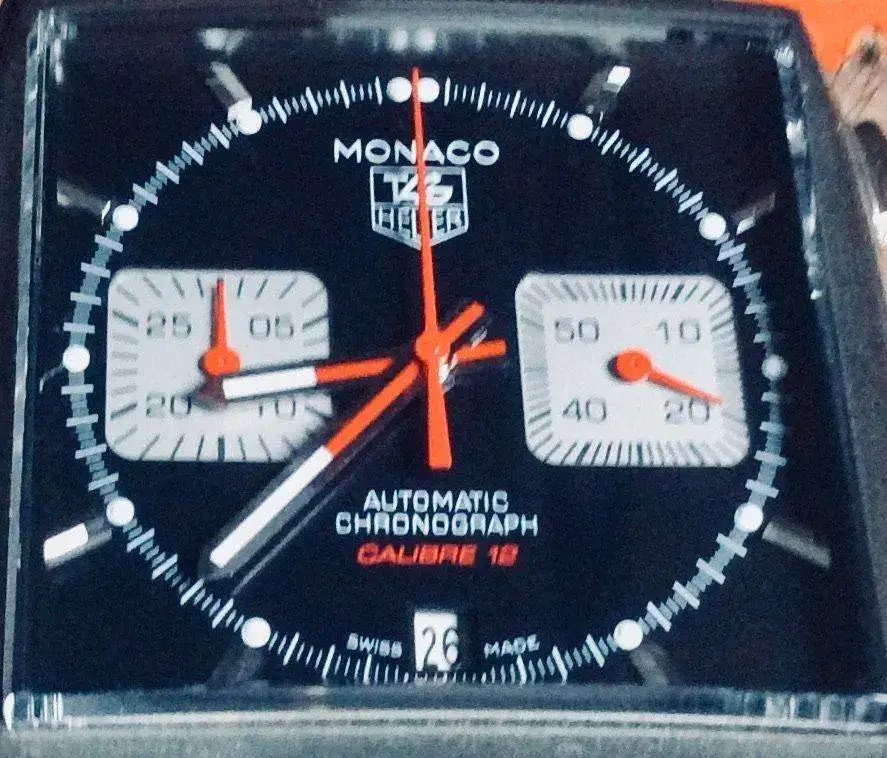 MONACO
TAG
HEUER
25 05
20 10
50 10
40 20
AUTOMATIC
CHRONOGRAPH
CALIBRE 12
SWISS 26 MADE